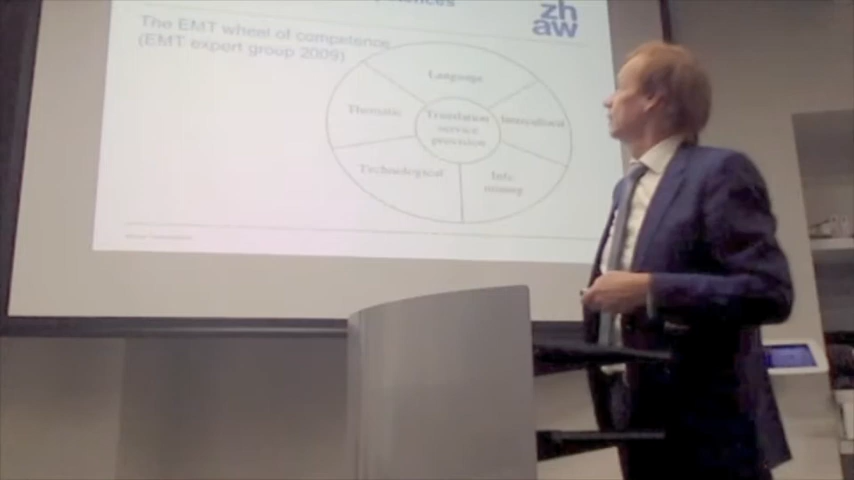 zh
aw
The EMT wheel of competence
(EMT expert group 2009)
Language
Thematic
Translation
service
provision
Intercultural
Technological
Info.
mining